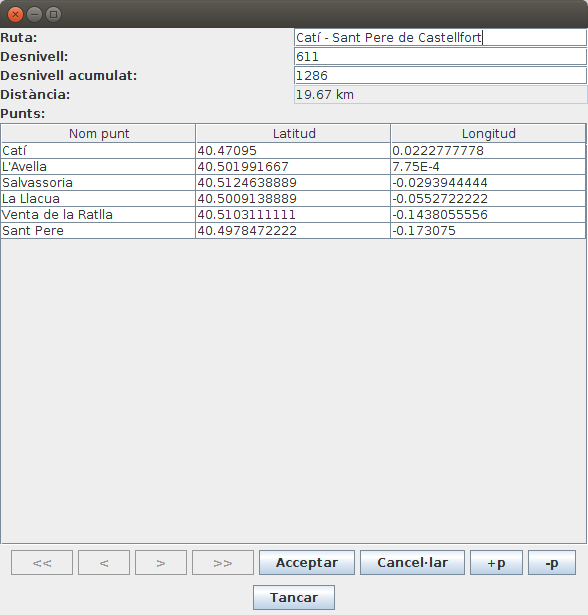 Ruta: Catí - Sant Pere de Castellfort
Desnivell: 611
Desnivell acumulat: 1286
Distància: 19.67 km
Punts:
Nom punt Latitud Longitud
Catí 40.47095 0.0222777778
L'Avella 40.501991667 7.75E-4
Salvassoria 40.5124638889 -0.0293944444
La Llacua 40.5009138889 -0.0552722222
Venta de la Ratlla 40.5103111111 -0.1438055556
Sant Pere 40.4978472222 -0.173075
<< < > >> Acceptar Cancel·lar +p -p
Tancar